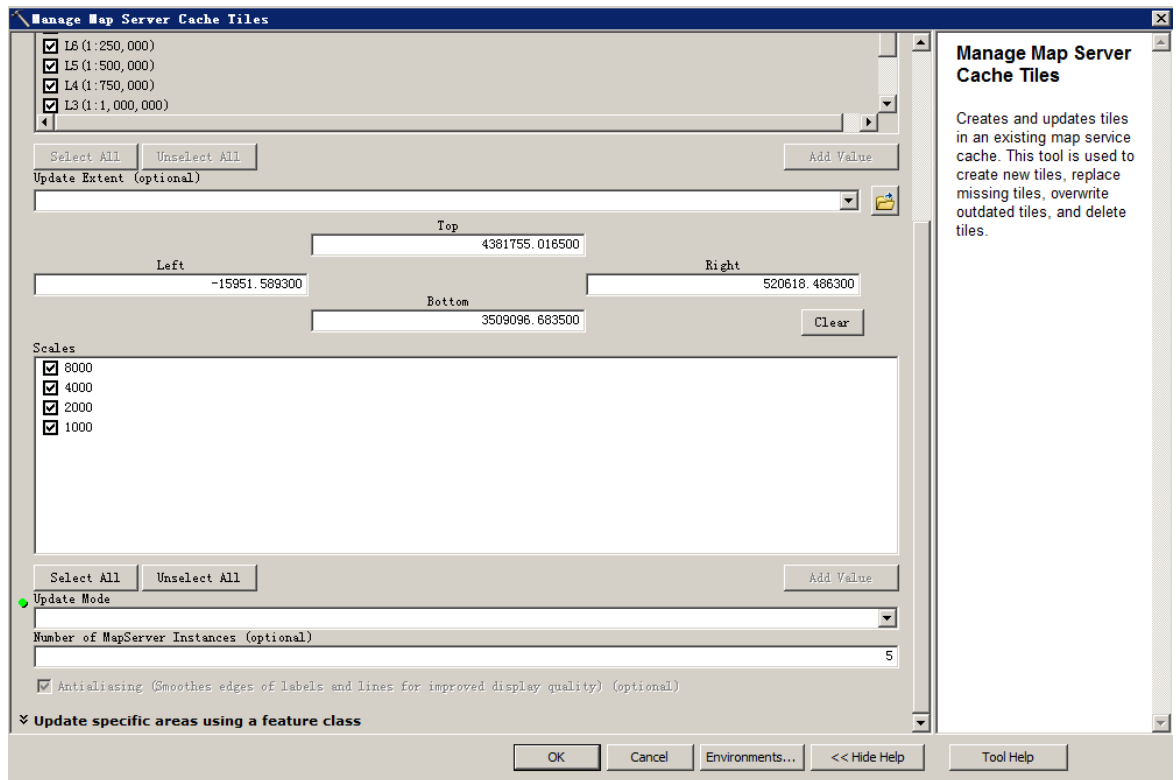 Manage Map Server Cache Tiles
L6 (1:250,000)
L5 (1:500,000)
L4 (1:750,000)
L3 (1:1,000,000)
Select All Unselect All Add Value
Update Extent (optional)
Top
4381755.016500
Left Right
-15951.589300 520618.486300
Bottom
3509096.683500 Clear
Scales
8000
4000
2000
1000
Select All Unselect All Add Value
Update Mode
Number of MapServer Instances (optional)
5
Antialiasing (Smoothes edges of labels and lines for improved display quality) (optional)
Update specific areas using a feature class
OK Cancel Environments... << Hide Help Tool Help
Manage Map Server
Cache Tiles
Creates and updates tiles
in an existing map service
cache. This tool is used to
create new tiles, replace
missing tiles, overwrite
outdated tiles, and delete
tiles.